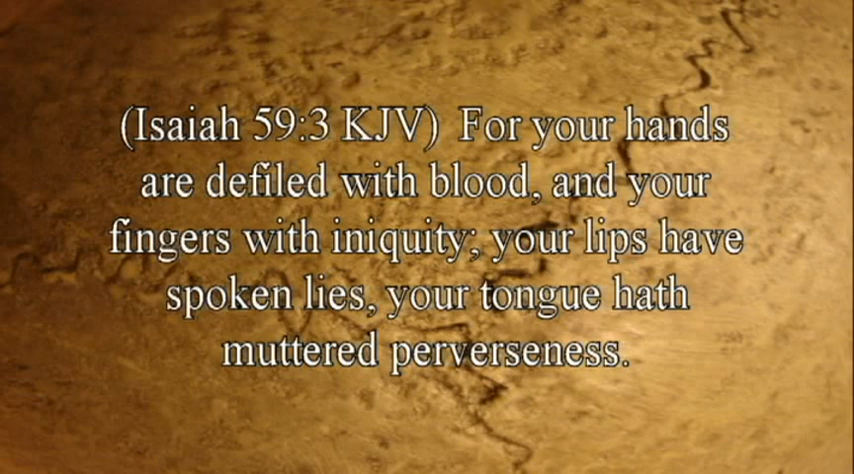 (Isaiah 59:3 KJV)  For your hands
are defiled with blood, and your
fingers with iniquity; your lips have
spoken lies, your tongue hath
muttered perverseness.